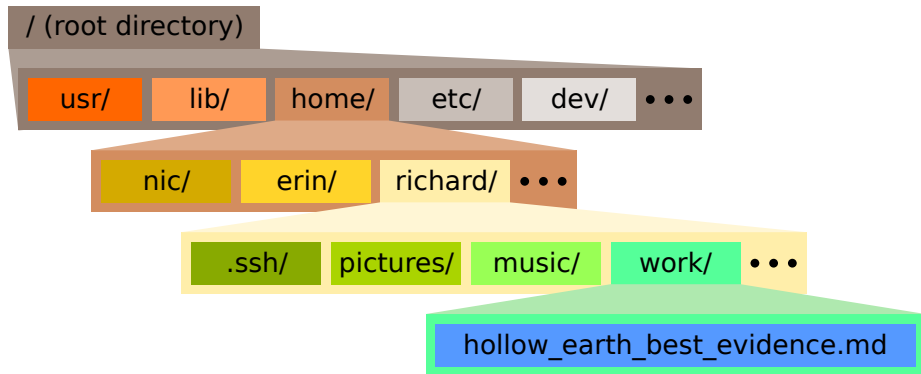 / (root directory)
usr/ lib/ home/ etc/ dev/ •••
nic/ erin/ richard/ •••
.ssh/ pictures/ music/ work/ •••
hollow_earth_best_evidence.md